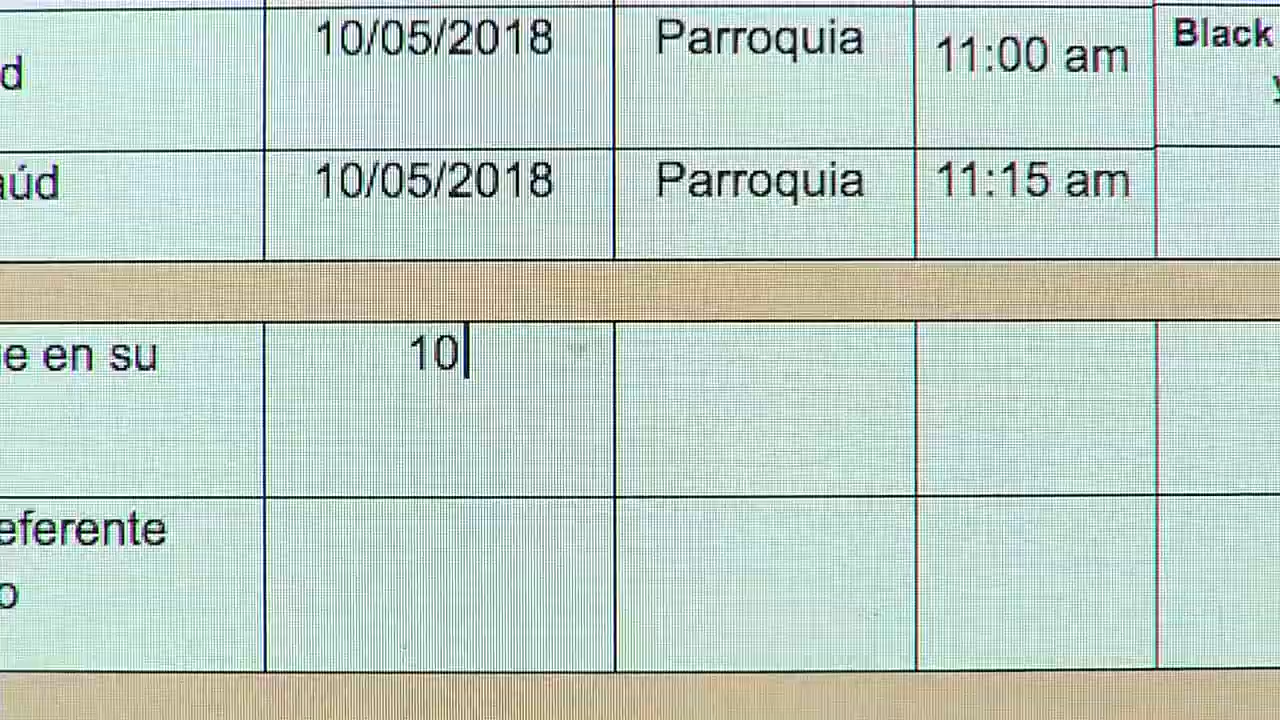 10/05/2018 Parroquia 11:00 am Black
d
y
aúd 10/05/2018 Parroquia 11:15 am
e en su 10
eferente
o